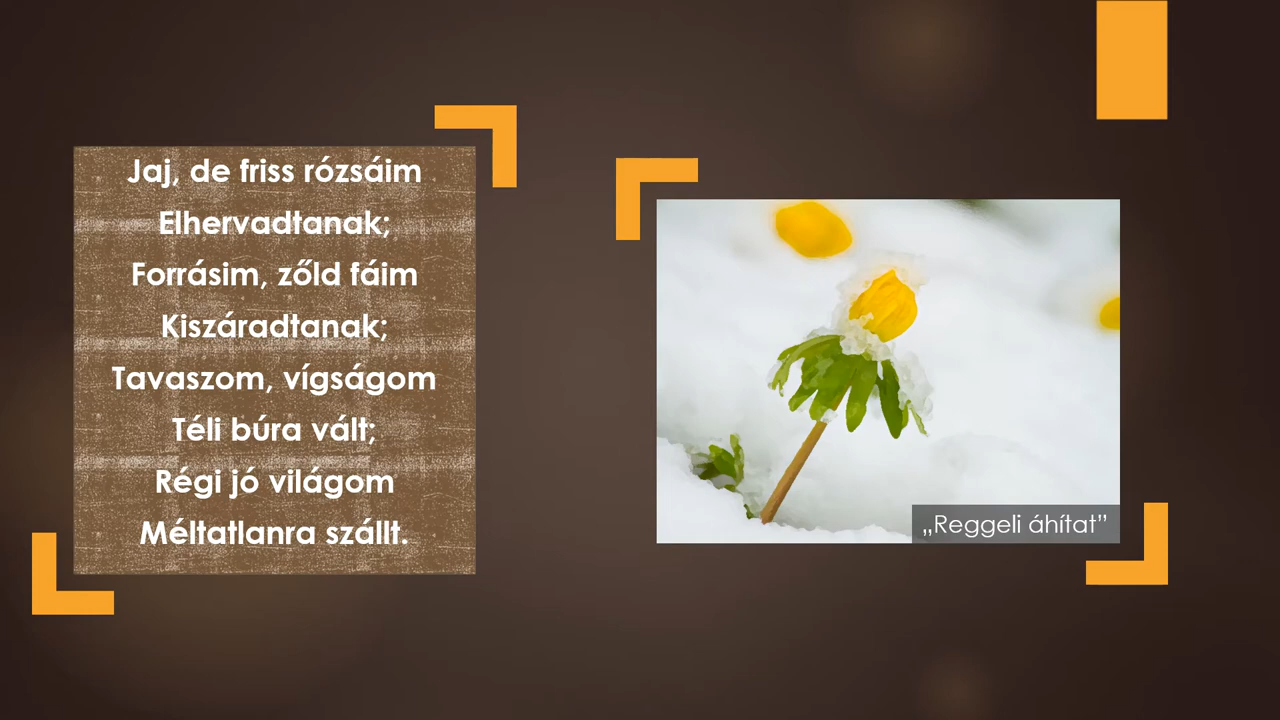 Jaj, de friss rózsáim
Elhervadtanak;
Forrásim, zőld fáim
Kiszáradtanak;
Tavaszom, vígságom
Téli búra vált;
Régi jó világom
Méltatlanra szállt.
„Reggeli áhítat”